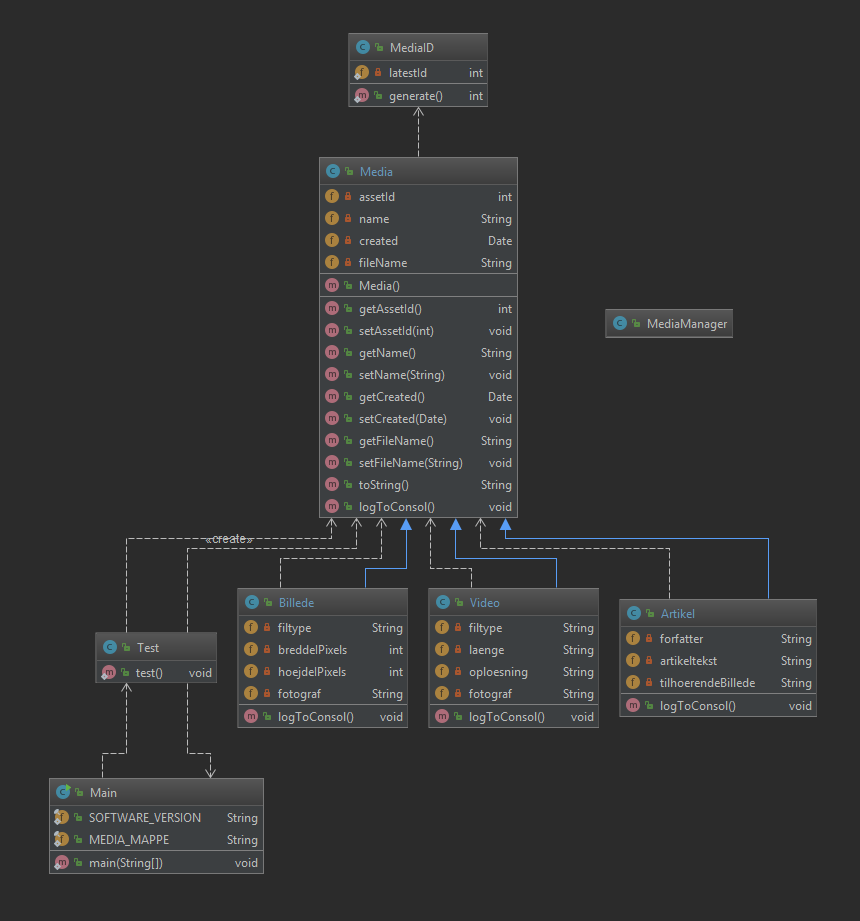 MediaID
latestId int
generate() int
Media
assetId int
name String
created Date
fileName String
Media()
getAssetId() int
setAssetId(int) void
getName() String
setName(String) void
getCreated() Date
setCreated(Date) void
getFileName() String
setFileName(String) void
toString() String
logToConsol() void
MediaManager
«create»
Test
test() void
Billede
filtype String
breddeIPixels int
hoejdeIPixels int
fotograf String
logToConsol() void
Video
filtype String
laenge String
oploesning String
fotograf String
logToConsol() void
Artikel
forfatter String
artikeltekst String
tilhoerendeBillede String
logToConsol() void
Main
SOFTWARE_VERSION String
MEDIA_MAPPE String
main(String[]) void